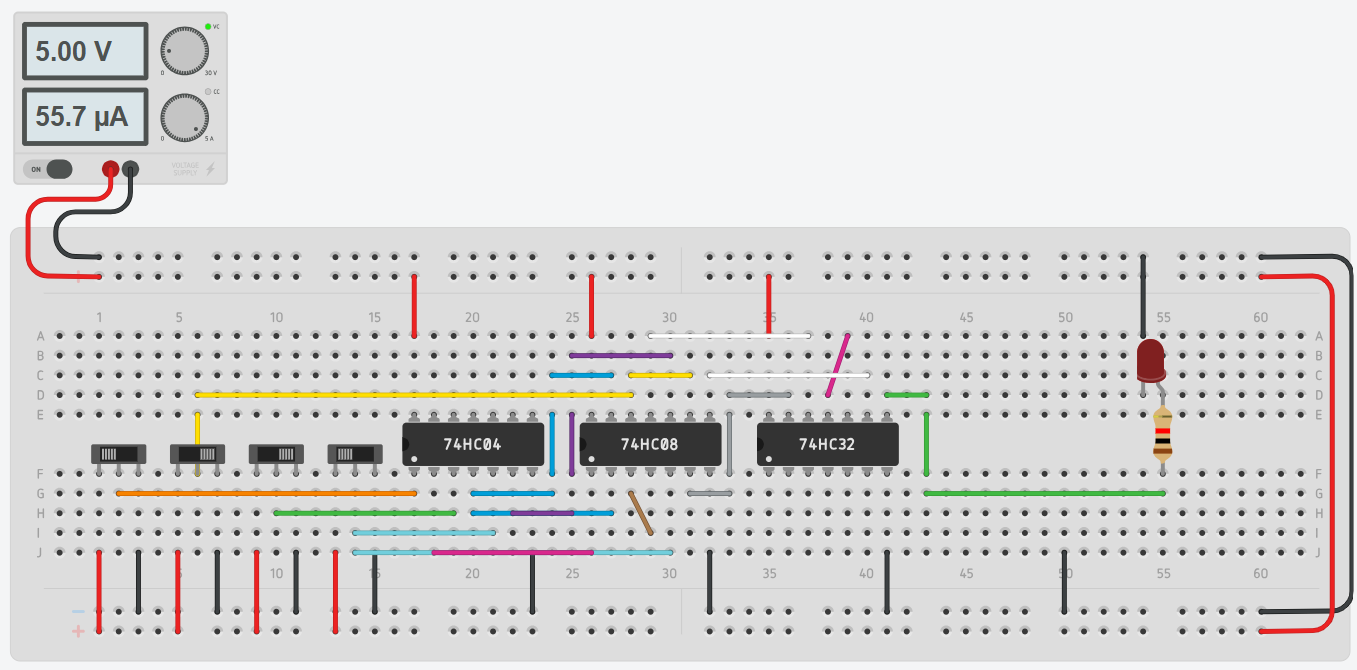 5.00 V
VC
0 30 V
55.7 µA
CC
0 5 A
ON
VOLTAGE
SUPPLY
+
1 5 10 15 20 25 30 35 40 45 50 55 60
A A
B B
C C
D D
E E
74HC04 74HC08 74HC32
F F
G G
H H
I I
J J
5 10 15 20 25 30 35 40 45 50 55 60
−
+